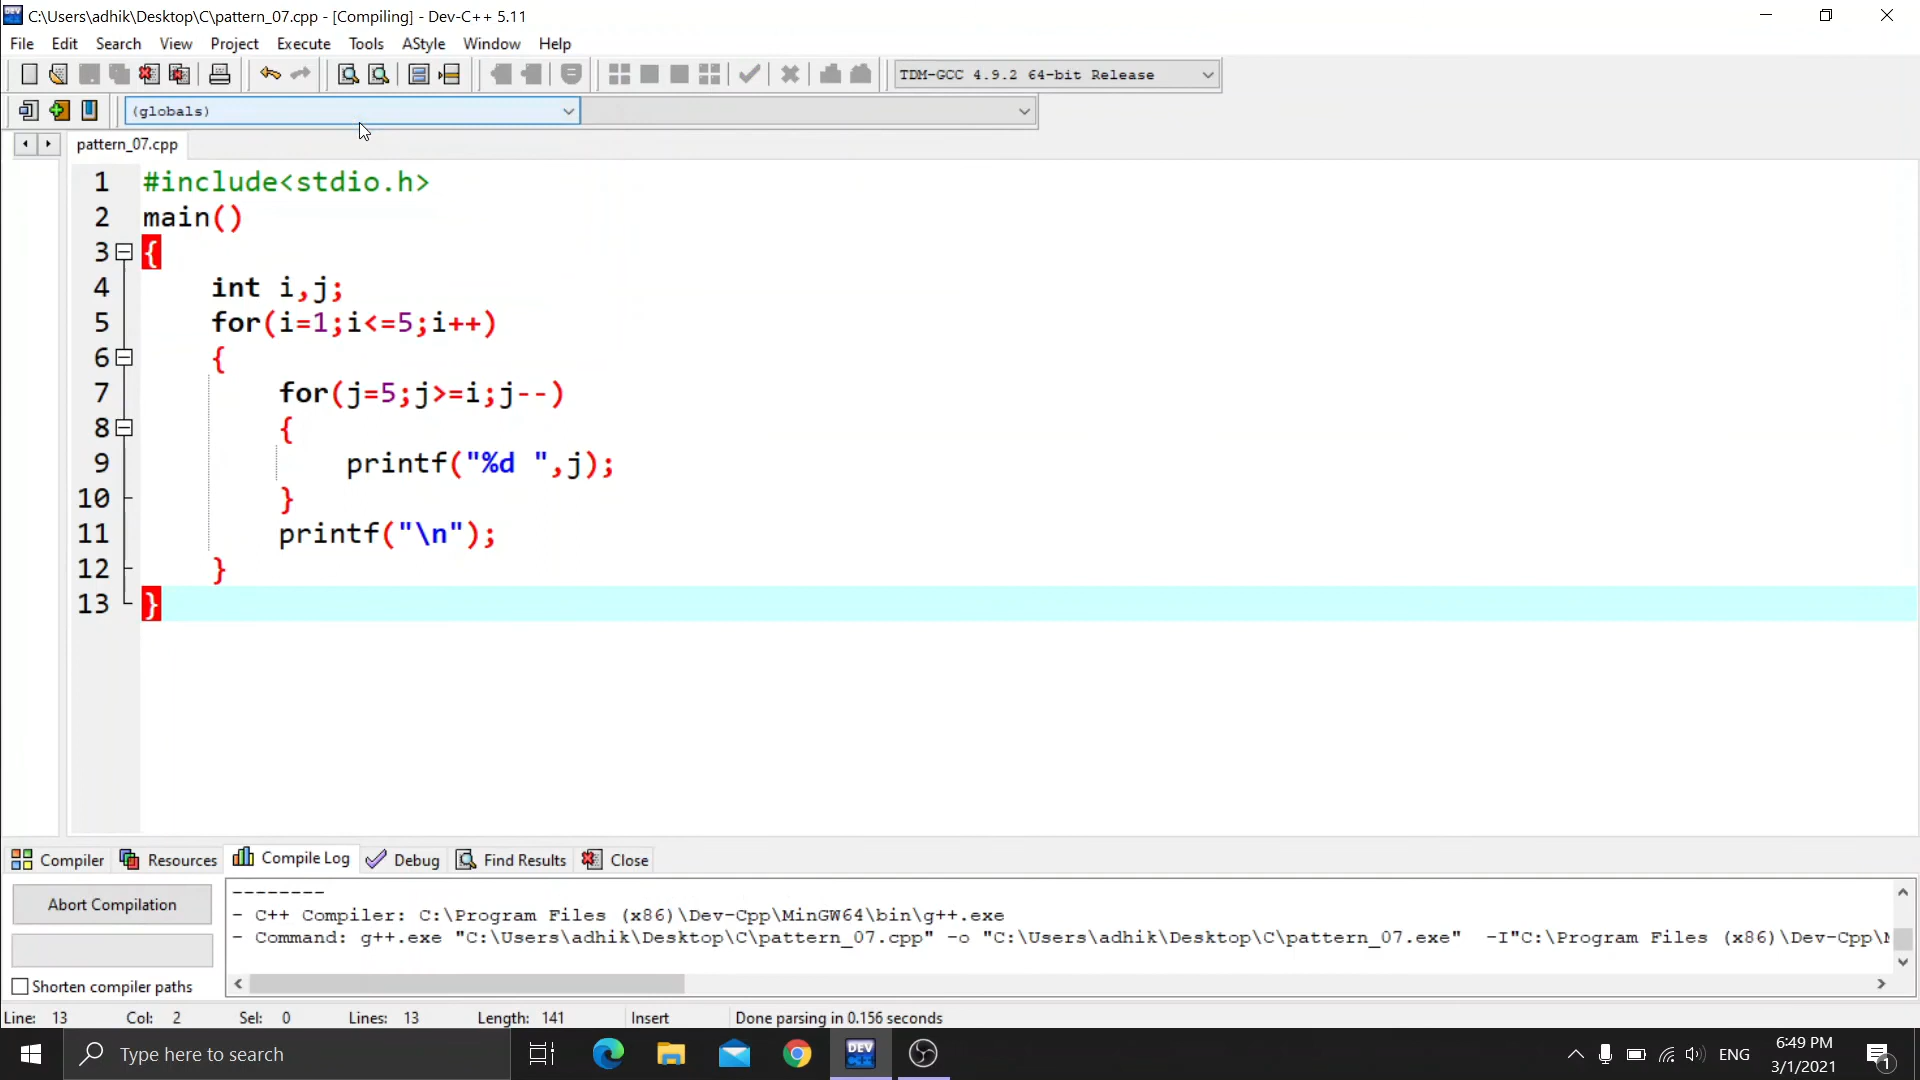 C:\Users\adhik\Desktop\C\pattern_07.cpp - [Compiling] - Dev-C++ 5.11
File Edit Search View Project Execute Tools AStyle Window Help
TDM-GCC 4.9.2 64-bit Release
(globals)
pattern_07.cpp
1 #include<stdio.h>
2 main()
3 {
4 int i,j;
5 for(i=1;i<=5;i++)
6 {
7 for(j=5;j>=i;j--)
8 {
9 printf("%d ",j);
10 }
11 printf("\n");
12 }
13 }
Compiler Resources Compile Log Debug Find Results Close
Abort Compilation
Shorten compiler paths
--------
- C++ Compiler: C:\Program Files (x86)\Dev-Cpp\MinGW64\bin\g++.exe
- Command: g++.exe "C:\Users\adhik\Desktop\C\pattern_07.cpp" -o "C:\Users\adhik\Desktop\C\pattern_07.exe" -I"C:\Program Files (x86)\Dev-Cpp\
Line: 13 Col: 2 Sel: 0 Lines: 13 Length: 141 Insert Done parsing in 0.156 seconds
Type here to search
DEV C++
ENG
6:49 PM
3/1/2021
1